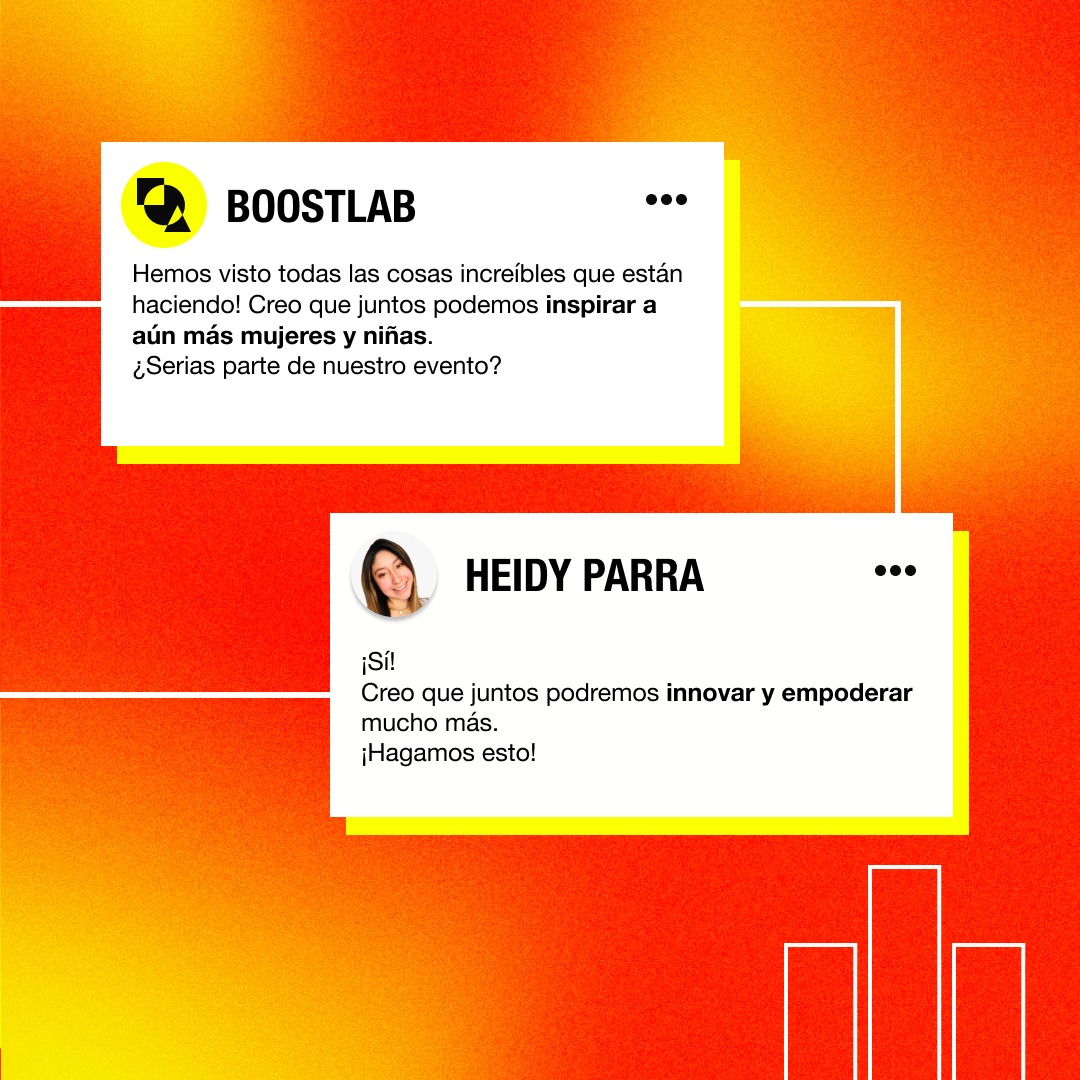 BOOSTLAB
Hemos visto todas las cosas increíbles que están
haciendo! Creo que juntos podemos inspirar a
aún más mujeres y niñas.
¿Serias parte de nuestro evento?
HEIDY PARRA
¡Sí!
Creo que juntos podremos innovar y empoderar
mucho más.
¡Hagamos esto!